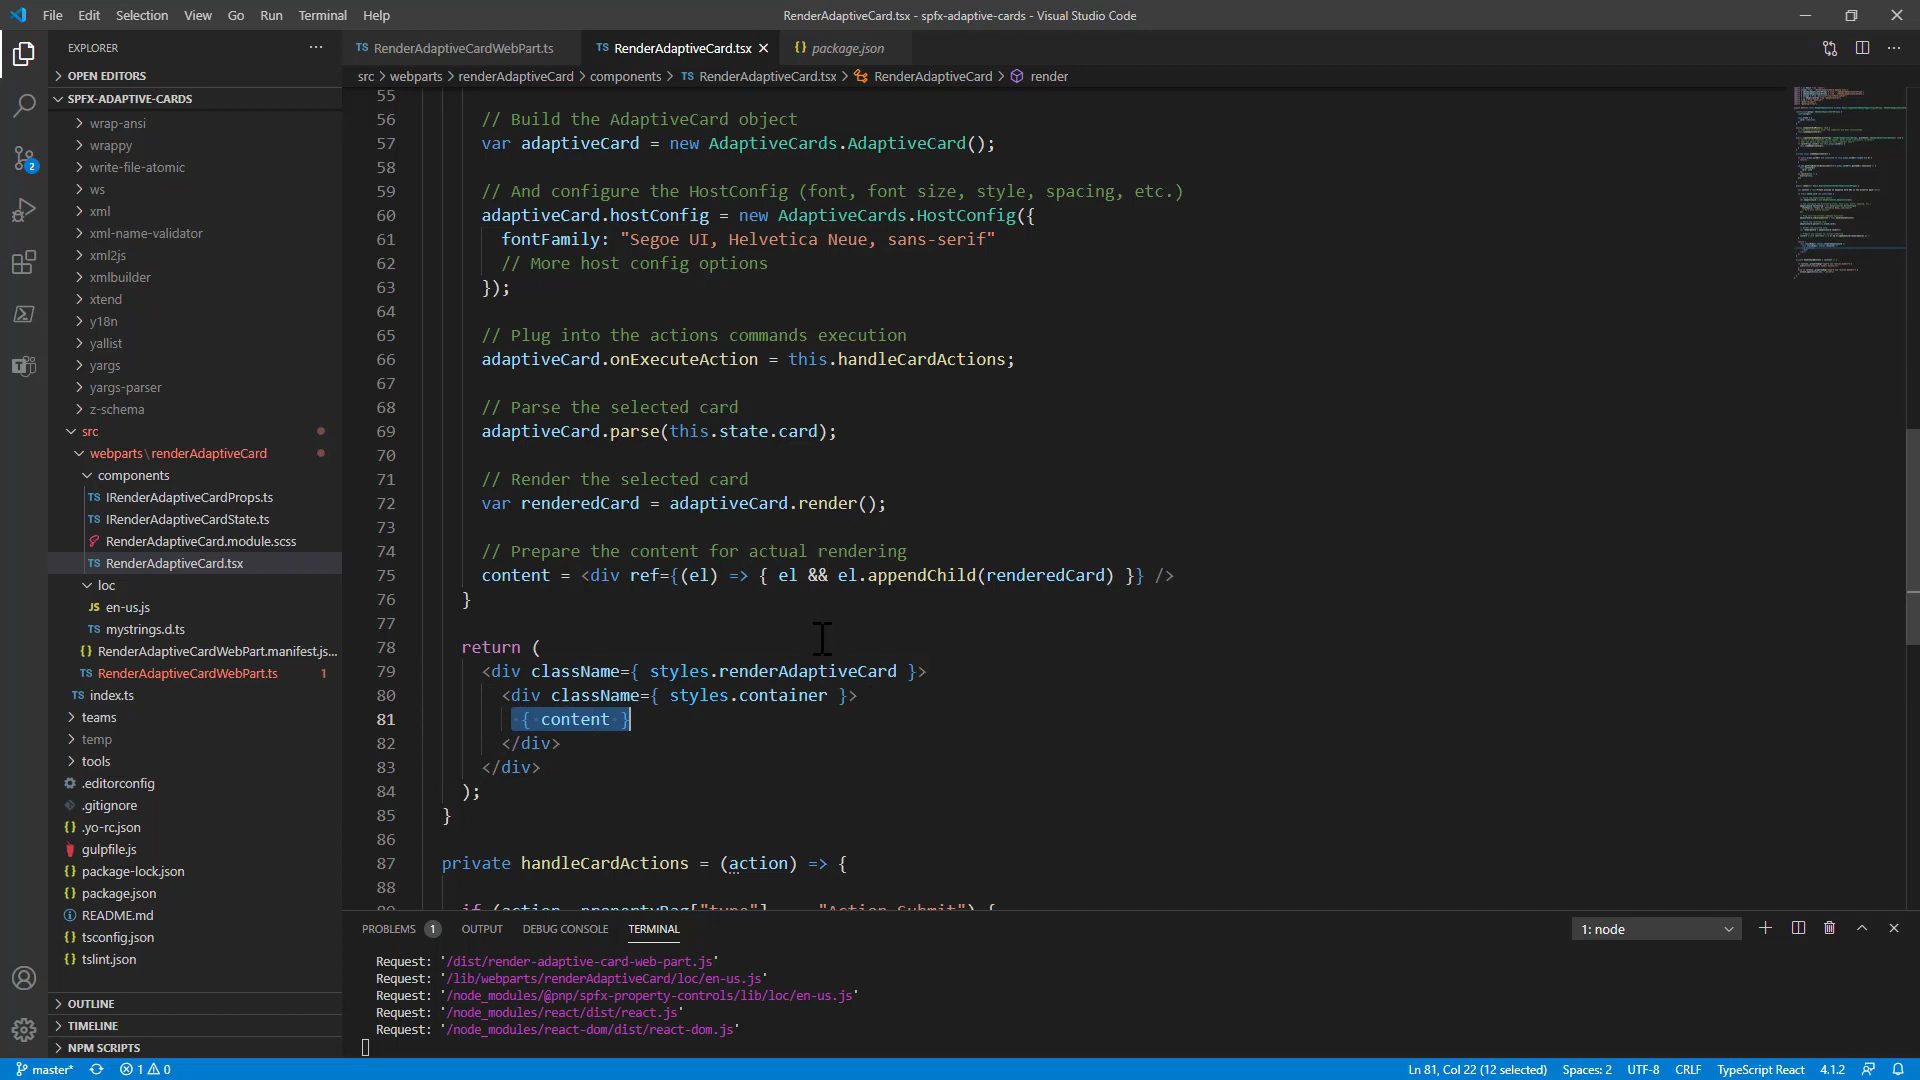 File Edit Selection View Go Run Terminal Help
RenderAdaptiveCard.tsx - spfx-adaptive-cards - Visual Studio Code
EXPLORER
OPEN EDITORS
SPFX-ADAPTIVE-CARDS
wrap-ansi
wrappy
write-file-atomic
ws
xml
xml-name-validator
xml2js
xmlbuilder
xtend
y18n
yallist
yargs
yargs-parser
z-schema
src
webparts\renderAdaptiveCard
components
TS IRenderAdaptiveCardProps.ts
TS IRenderAdaptiveCardState.ts
RenderAdaptiveCard.module.scss
TS RenderAdaptiveCard.tsx
loc
JS en-us.js
TS mystrings.d.ts
{} RenderAdaptiveCardWebPart.manifest.js...
TS RenderAdaptiveCardWebPart.ts 1
TS index.ts
teams
temp
tools
.editorconfig
.gitignore
{} .yo-rc.json
gulpfile.js
{} package-lock.json
{} package.json
README.md
{} tsconfig.json
{} tslint.json
OUTLINE
TIMELINE
NPM SCRIPTS
2
TS RenderAdaptiveCardWebPart.ts
TS RenderAdaptiveCard.tsx
{} package.json
src > webparts > renderAdaptiveCard > components > TS RenderAdaptiveCard.tsx > RenderAdaptiveCard > render
55
56 // Build the AdaptiveCard object
57 var adaptiveCard = new AdaptiveCards.AdaptiveCard();
58
59 // And configure the HostConfig (font, font size, style, spacing, etc.)
60 adaptiveCard.hostConfig = new AdaptiveCards.HostConfig({
61 fontFamily: "Segoe UI, Helvetica Neue, sans-serif"
62 // More host config options
63 });
64
65 // Plug into the actions commands execution
66 adaptiveCard.onExecuteAction = this.handleCardActions;
67
68 // Parse the selected card
69 adaptiveCard.parse(this.state.card);
70
71 // Render the selected card
72 var renderedCard = adaptiveCard.render();
73
74 // Prepare the content for actual rendering
75 content = <div ref={(el) => { el && el.appendChild(renderedCard) }} />
76 }
77
78 return (
79 <div className={ styles.renderAdaptiveCard }>
80 <div className={ styles.container }>
81 { content }
82 </div>
83 </div>
84 );
85 }
86
87 private handleCardActions = (action) => {
88
PROBLEMS 1 OUTPUT DEBUG CONSOLE TERMINAL
1: node
Request: '/dist/render-adaptive-card-web-part.js'
Request: '/lib/webparts/renderAdaptiveCard/loc/en-us.js'
Request: '/node_modules/@pnp/spfx-property-controls/lib/loc/en-us.js'
Request: '/node_modules/react/dist/react.js'
Request: '/node_modules/react-dom/dist/react-dom.js'
master* 1 0
Ln 81, Col 22 (12 selected) Spaces: 2 UTF-8 CRLF TypeScript React 4.1.2